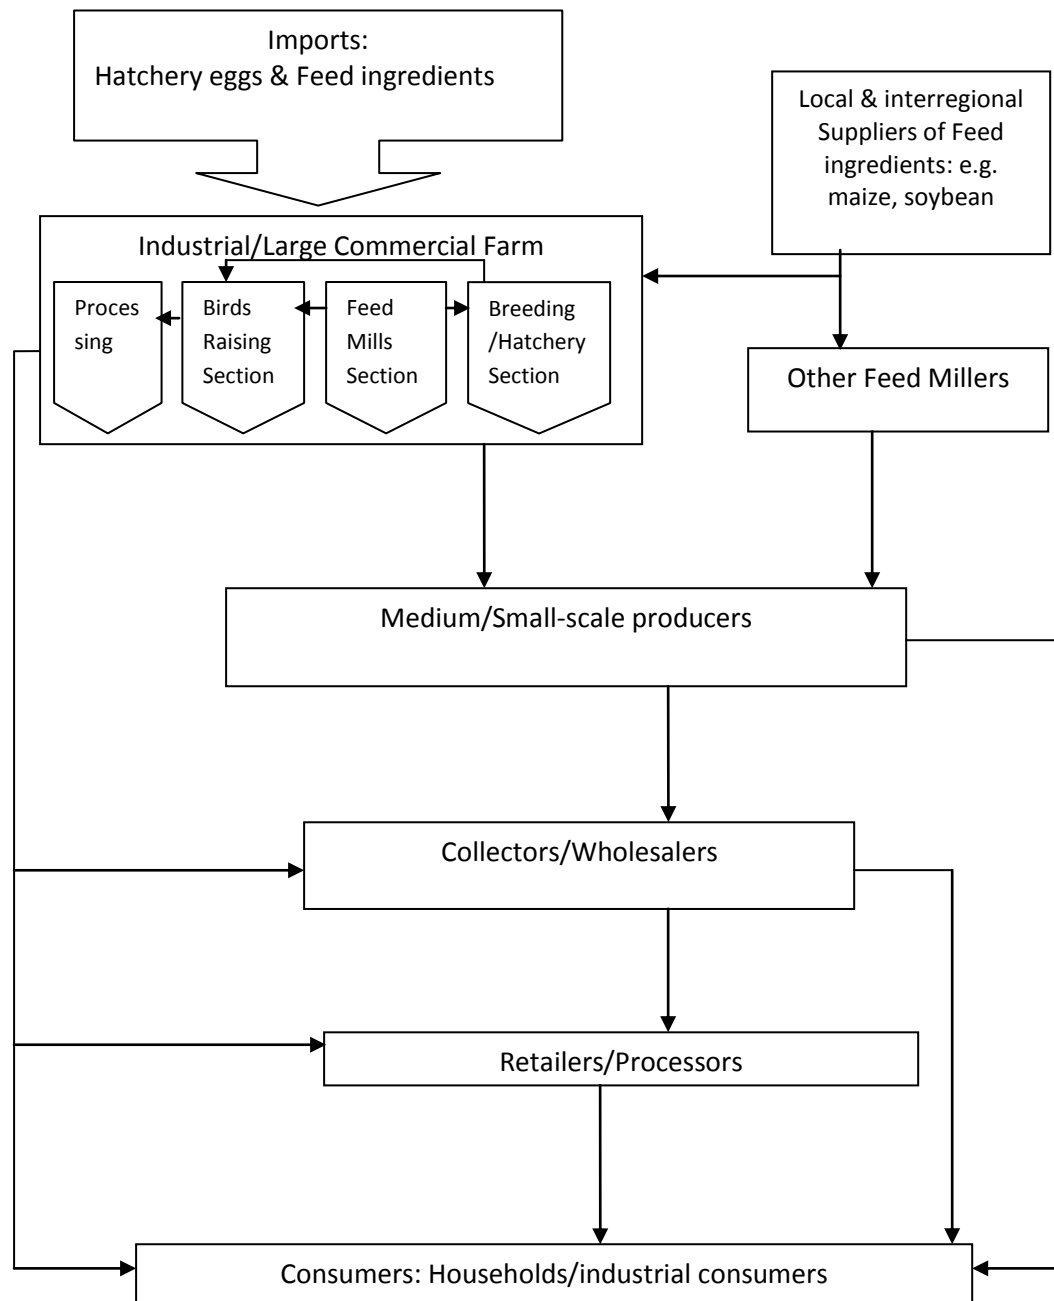 Imports:
Hatchery eggs & Feed ingredients
Local & interregional
Suppliers of Feed
ingredients: e.g.
maize, soybean
Industrial/Large Commercial Farm
Proces
sing
Birds
Raising
Section
Feed
Mills
Section
Breeding
/Hatchery
Section
Other Feed Millers
Medium/Small-scale producers
Collectors/Wholesalers
Retailers/Processors
Consumers: Households/industrial consumers